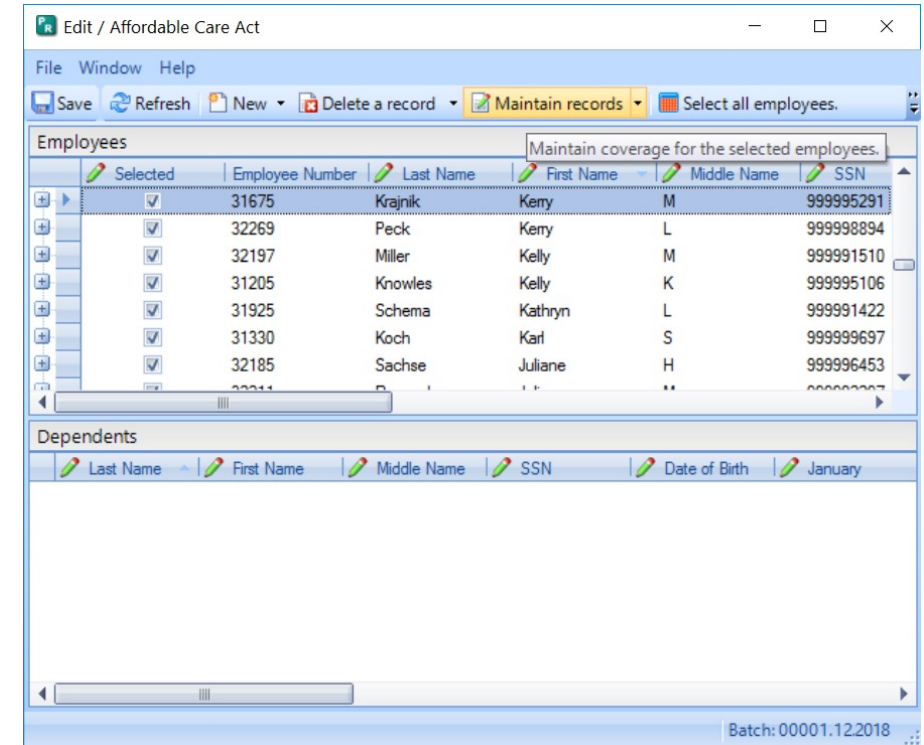 PR Edit / Affordable Care Act
File Window Help
Save Refresh New Delete a record Maintain records Select all employees.
Employees
Maintain coverage for the selected employees.
Selected Employee Number Last Name First Name Middle Name SSN
31675 Krajnik Kerry M 999995291
32269 Peck Kerry L 999998894
32197 Miller Kelly M 999991510
31205 Knowles Kelly K 999995106
31925 Schema Kathryn L 999991422
31330 Koch Karl S 999999697
32185 Sachse Juliane H 999996453
Dependents
Last Name First Name Middle Name SSN Date of Birth January
Batch: 00001.12.2018